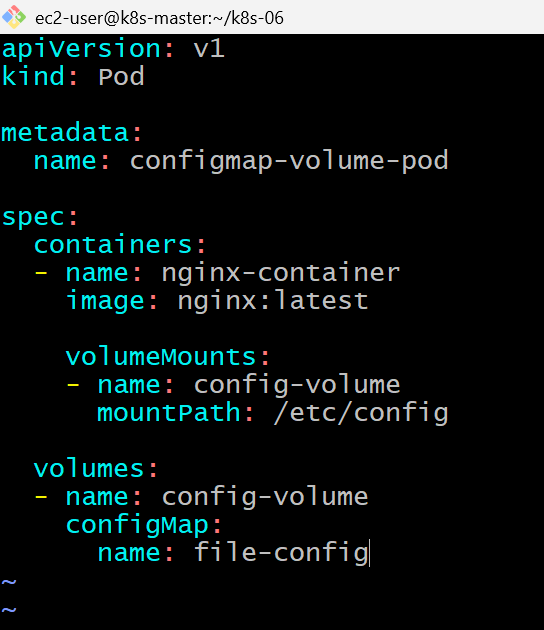 ec2-user@k8s-master:~/k8s-06
apiVersion: v1
kind: Pod

metadata:
  name: configmap-volume-pod

spec:
  containers:
  - name: nginx-container
    image: nginx:latest

    volumeMounts:
    - name: config-volume
      mountPath: /etc/config

  volumes:
  - name: config-volume
    configMap:
      name: file-config
~
~